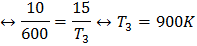 ↔ 10/600 = 15/T₃ ↔ T₃ = 900K